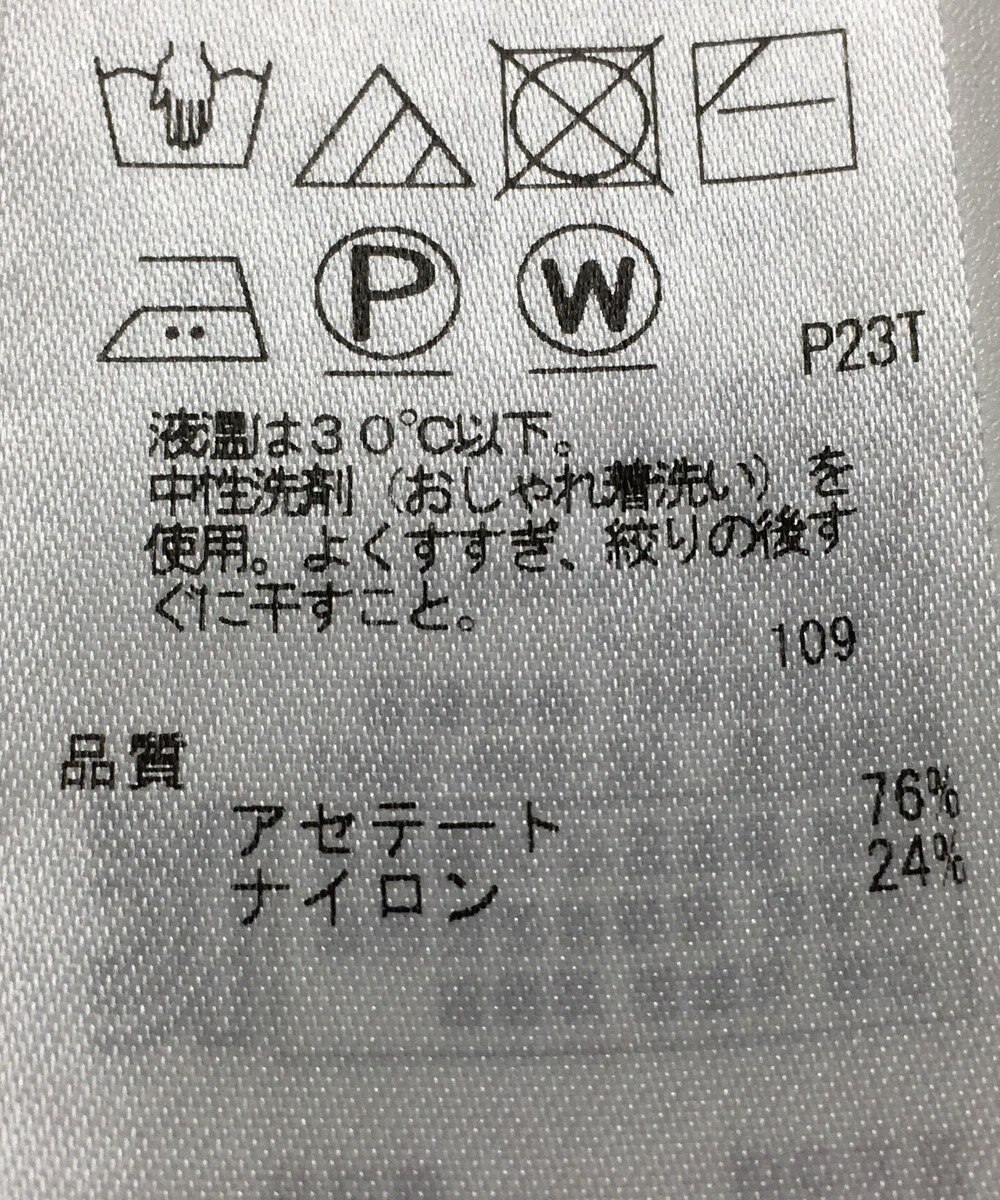 P
W
P23T
液温は30℃以下。
中性洗剤（おしゃれ着洗い）を
使用。よくすすぎ、絞りの後す
ぐに干すこと。
109
品質
アセテート 76%
ナイロン 24%